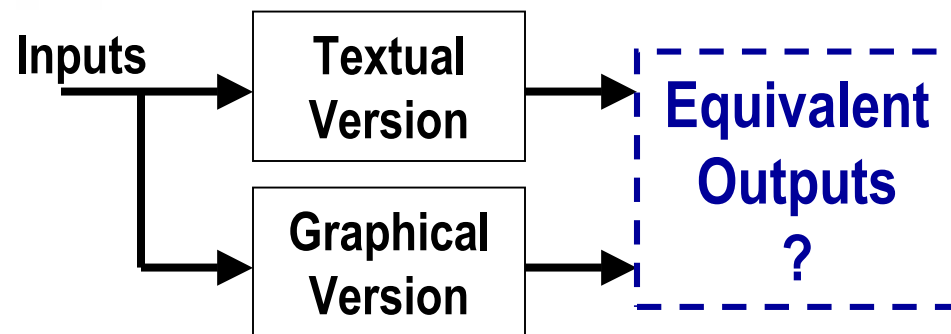 Inputs
Textual
Version
Graphical
Version
Equivalent
Outputs
?